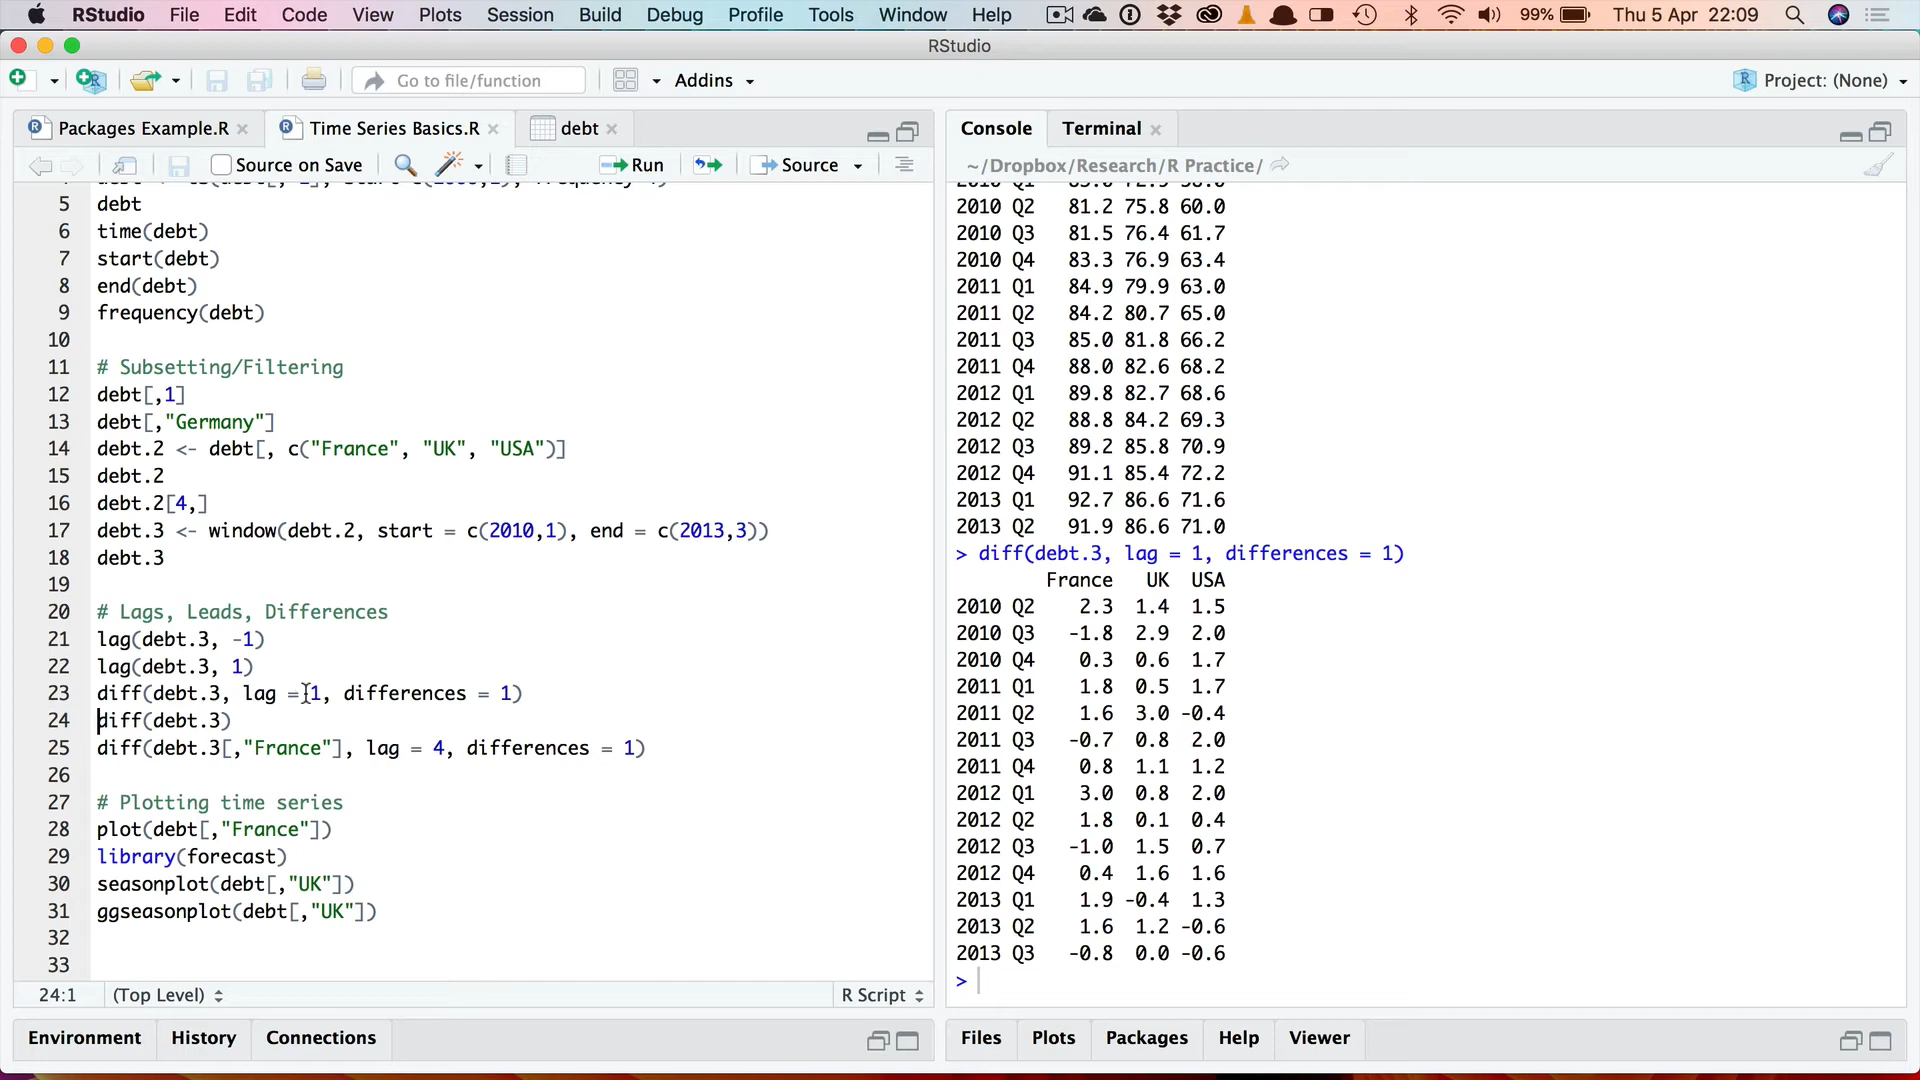 RStudio File Edit Code View Plots Session Build Debug Profile Tools Window Help 99% Thu 5 Apr 22:09
RStudio
Go to file/function Addins Project: (None)
Packages Example.R Time Series Basics.R debt
Source on Save Run Source
5 debt
6 time(debt)
7 start(debt)
8 end(debt)
9 frequency(debt)
10
11 # Subsetting/Filtering
12 debt[,1]
13 debt[,"Germany"]
14 debt.2 <- debt[, c("France", "UK", "USA")]
15 debt.2
16 debt.2[4,]
17 debt.3 <- window(debt.2, start = c(2010,1), end = c(2013,3))
18 debt.3
19
20 # Lags, Leads, Differences
21 lag(debt.3, -1)
22 lag(debt.3, 1)
23 diff(debt.3, lag = 1, differences = 1)
24 diff(debt.3)
25 diff(debt.3[,"France"], lag = 4, differences = 1)
26
27 # Plotting time series
28 plot(debt[,"France"])
29 library(forecast)
30 seasonplot(debt[,"UK"])
31 ggseasonplot(debt[,"UK"])
32
33
24:1 (Top Level) R Script
Environment History Connections
Console Terminal
~/Dropbox/Research/R Practice/
2010 Q2 81.2 75.8 60.0
2010 Q3 81.5 76.4 61.7
2010 Q4 83.3 76.9 63.4
2011 Q1 84.9 79.9 63.0
2011 Q2 84.2 80.7 65.0
2011 Q3 85.0 81.8 66.2
2011 Q4 88.0 82.6 68.2
2012 Q1 89.8 82.7 68.6
2012 Q2 88.8 84.2 69.3
2012 Q3 89.2 85.8 70.9
2012 Q4 91.1 85.4 72.2
2013 Q1 92.7 86.6 71.6
2013 Q2 91.9 86.6 71.0
> diff(debt.3, lag = 1, differences = 1)
France UK USA
2010 Q2 2.3 1.4 1.5
2010 Q3 -1.8 2.9 2.0
2010 Q4 0.3 0.6 1.7
2011 Q1 1.8 0.5 1.7
2011 Q2 1.6 3.0 -0.4
2011 Q3 -0.7 0.8 2.0
2011 Q4 0.8 1.1 1.2
2012 Q1 3.0 0.8 2.0
2012 Q2 1.8 0.1 0.4
2012 Q3 -1.0 1.5 0.7
2012 Q4 0.4 1.6 1.6
2013 Q1 1.9 -0.4 1.3
2013 Q2 1.6 1.2 -0.6
2013 Q3 -0.8 0.0 -0.6
>
Files Plots Packages Help Viewer